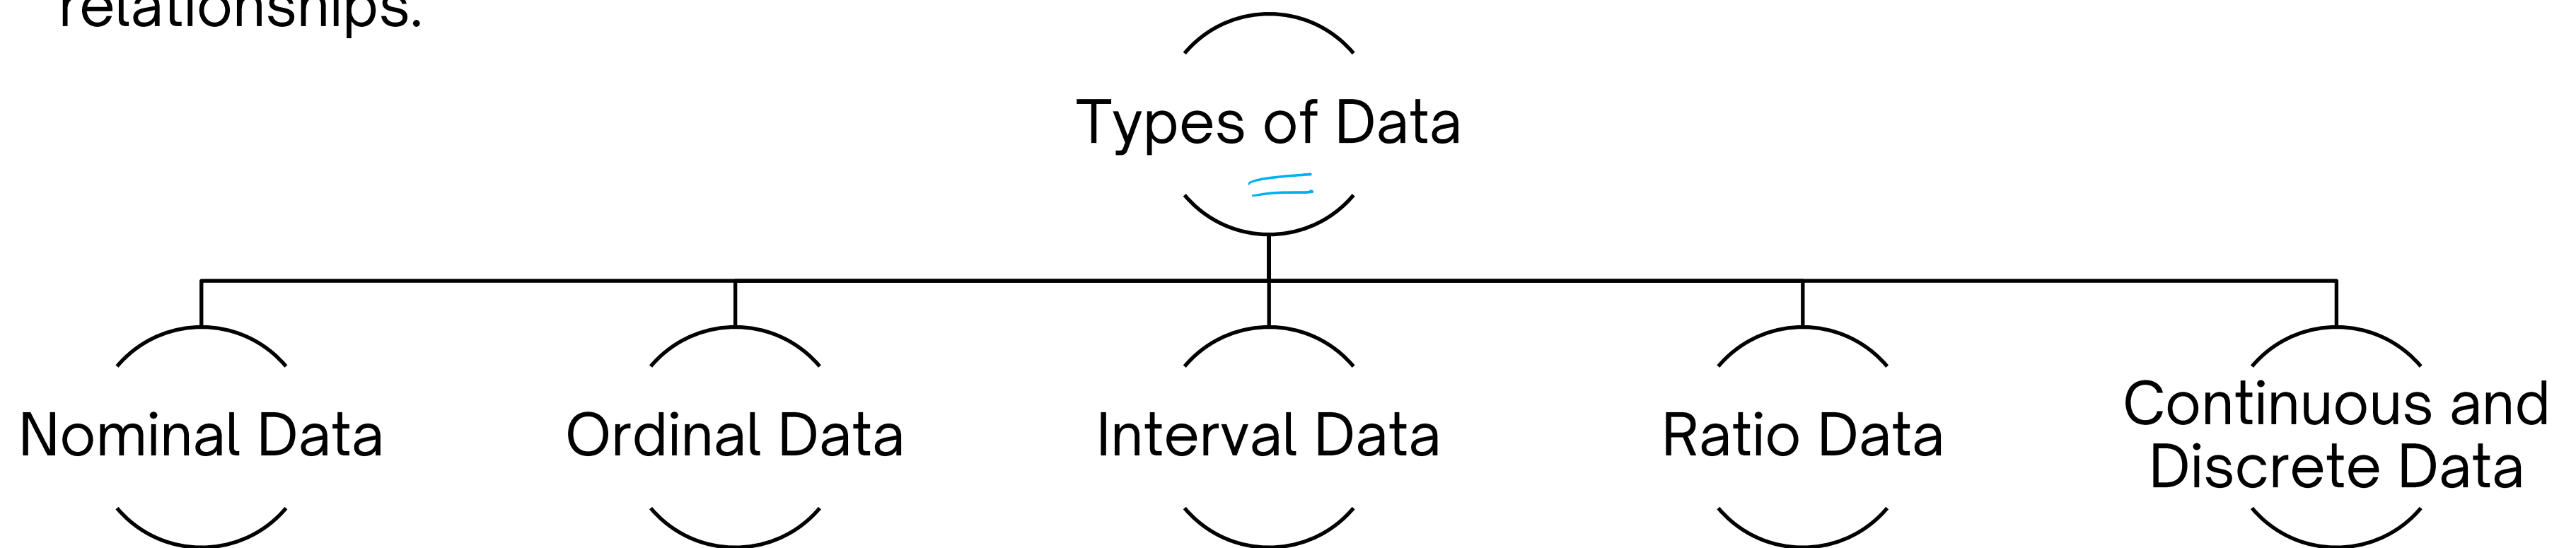 relationships.
Types of Data
Nominal Data
Ordinal Data
Interval Data
Ratio Data
Continuous and
Discrete Data